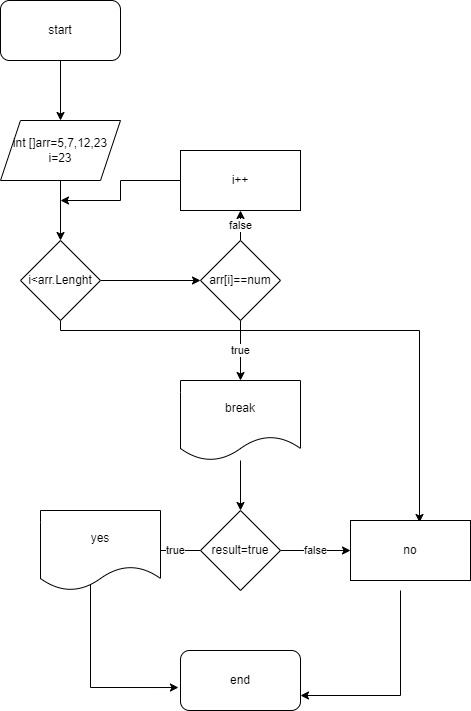 start
int []arr=5,7,12,23
i=23
i++
false
i<arr.Lenght
arr[i]==num
true
break
yes
true
result=true
false
no
end